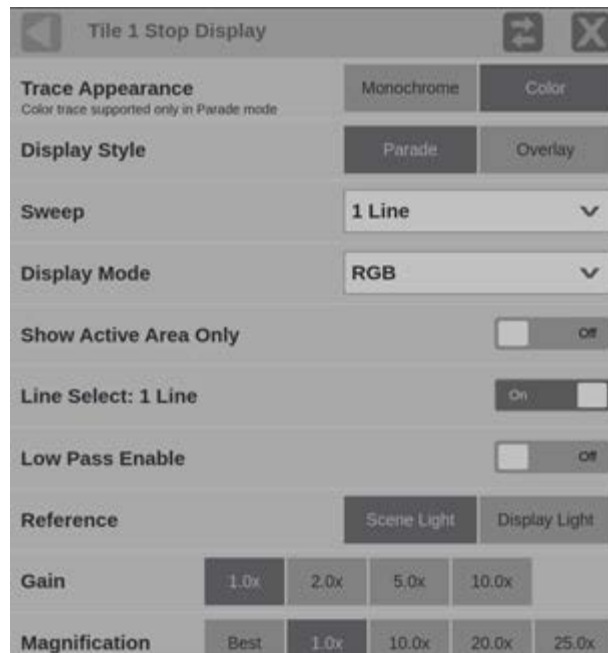 Tile 1 Stop Display
Trace Appearance
Monochrome Color
Color trace supported only in Parade mode
Display Style Parade Overlay
Sweep 1 Line
Display Mode RGB
Show Active Area Only Off
Line Select: 1 Line On
Low Pass Enable Off
Reference Scene Light Display Light
Gain 1.0x 2.0x 5.0x 10.0x
Magnification Best 1.0x 10.0x 20.0x 25.0x